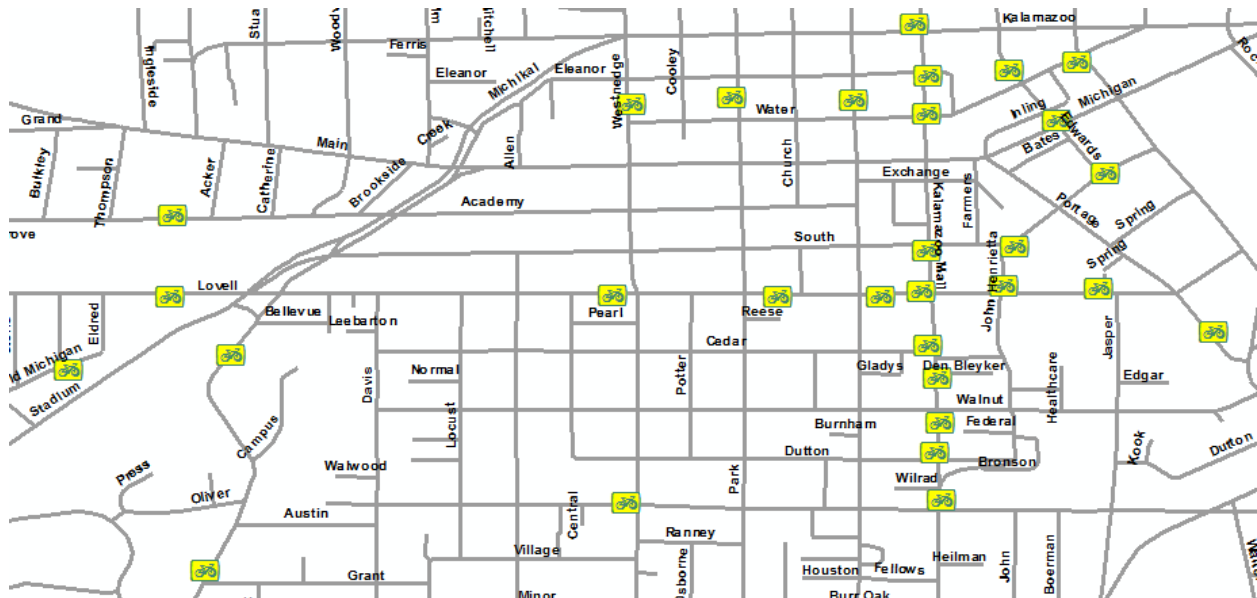 Kalamazoo
Stua
Wood
lm
Mitchell
Ingleside
Ferris
Eleanor
Michikal
Eleanor
Westnedge
Cooley
Water
Inling
Michigan
Grand
Main
Creek
Allen
Church
Bates
Edwards
Bulkley
Thompson
Acker
Catherine
Brookside
Academy
Exchange
Farmers
Kalamazoo Mall
Portage
Spring
rove
South
Spring
Lovell
John Henrietta
Bellevue
Leebarton
Pearl
Reese
Eldred
Jasper
ld Michigan
Stadium
Cedar
Gladys
Den Bleyker
Davis
Normal
Potter
Healthcare
Edgar
Walnut
Campus
Locust
Burnham
Federal
Kook
Dutton
Press
Walwood
Dutton
Bronson
Oliver
Park
Wilrad
Austin
Central
Ranney
Village
Heilman
Grant
Houston
Fellows
John
Boerman
Osborne
Minor
Burr Oak